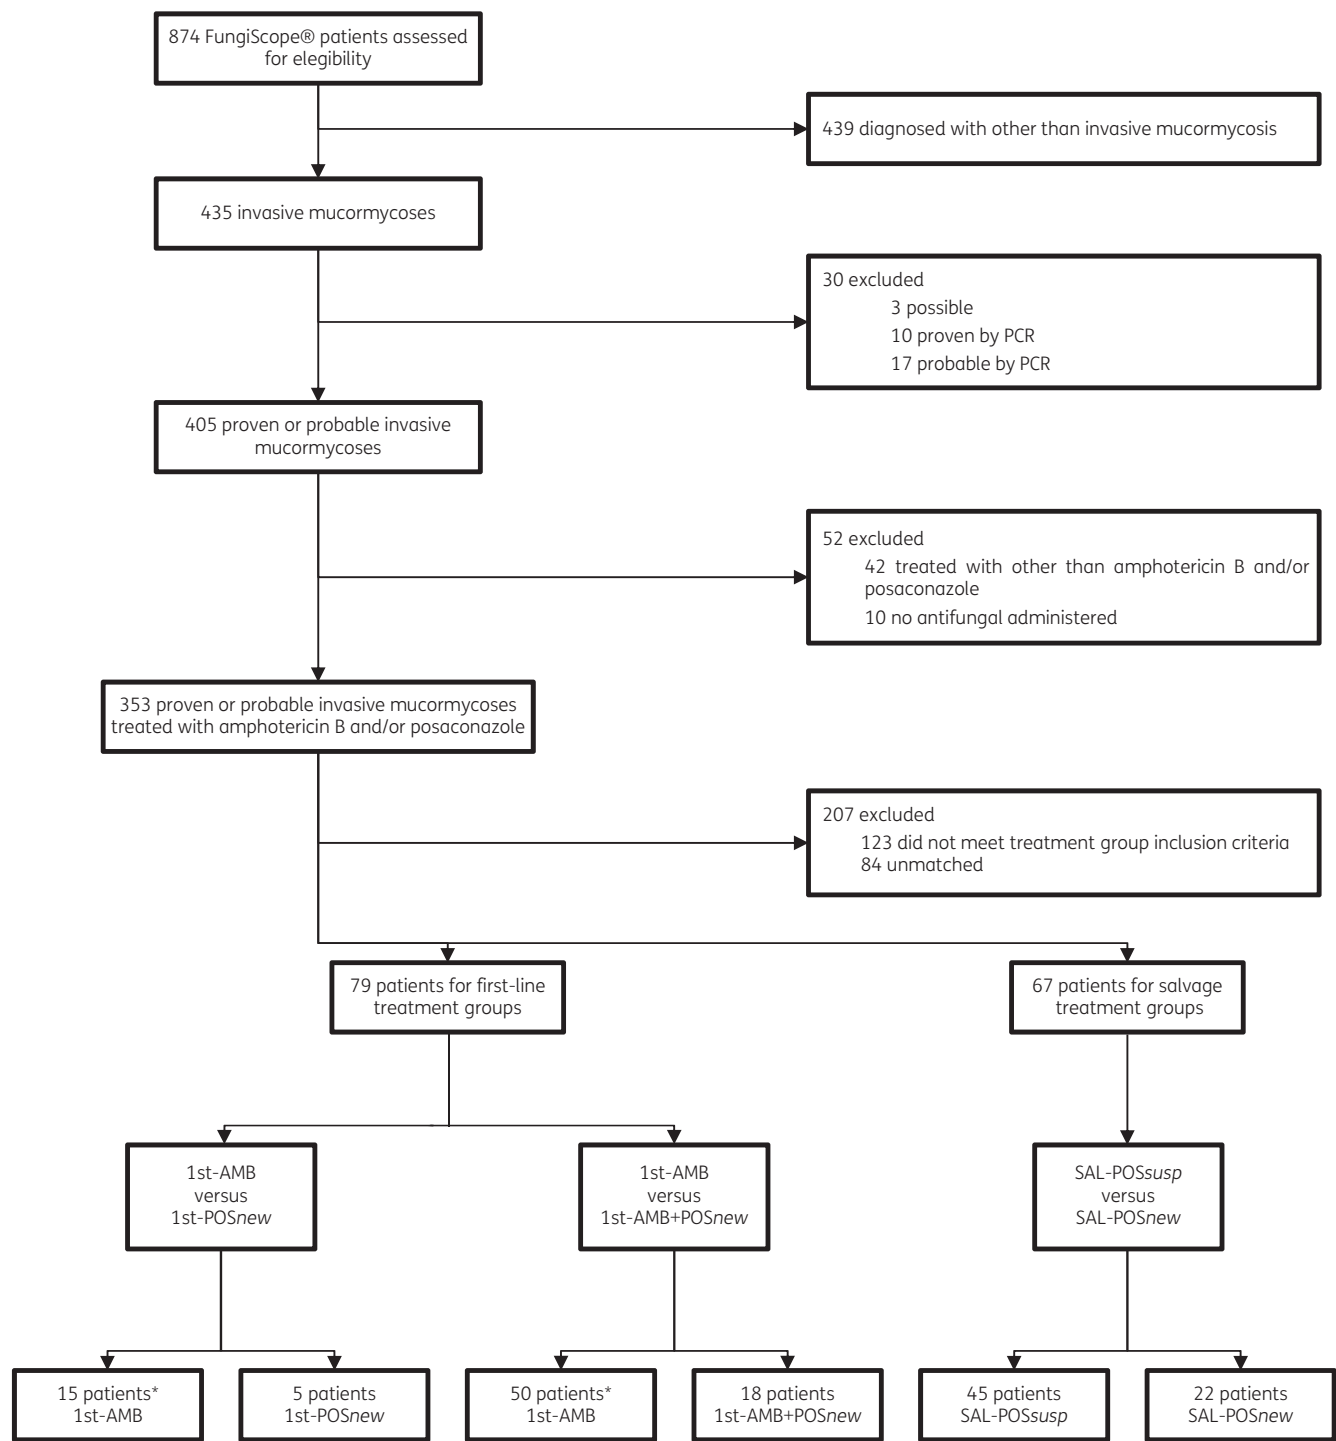 874 FungiScope® patients assessed
for elegibility
439 diagnosed with other than invasive mucormycosis
435 invasive mucormycoses
30 excluded
3 possible
10 proven by PCR
17 probable by PCR
405 proven or probable invasive
mucormycoses
52 excluded
42 treated with other than amphotericin B and/or
posaconazole
10 no antifungal administered
353 proven or probable invasive mucormycoses
treated with amphotericin B and/or posaconazole
207 excluded
123 did not meet treatment group inclusion criteria
84 unmatched
79 patients for first-line
treatment groups
67 patients for salvage
treatment groups
1st-AMB
versus
1st-POSnew
1st-AMB
versus
1st-AMB+POSnew
SAL-POSsusp
versus
SAL-POSnew
15 patients*
1st-AMB
5 patients
1st-POSnew
50 patients*
1st-AMB
18 patients
1st-AMB+POSnew
45 patients
SAL-POSsusp
22 patients
SAL-POSnew